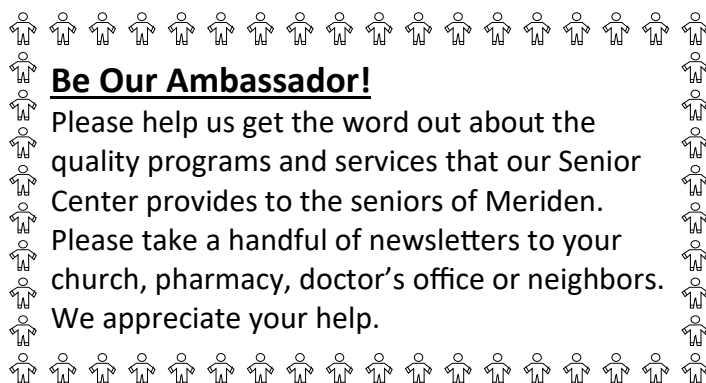 Be Our Ambassador!
Please help us get the word out about the
quality programs and services that our Senior
Center provides to the seniors of Meriden.
Please take a handful of newsletters to your
church, pharmacy, doctor’s office or neighbors.
We appreciate your help.